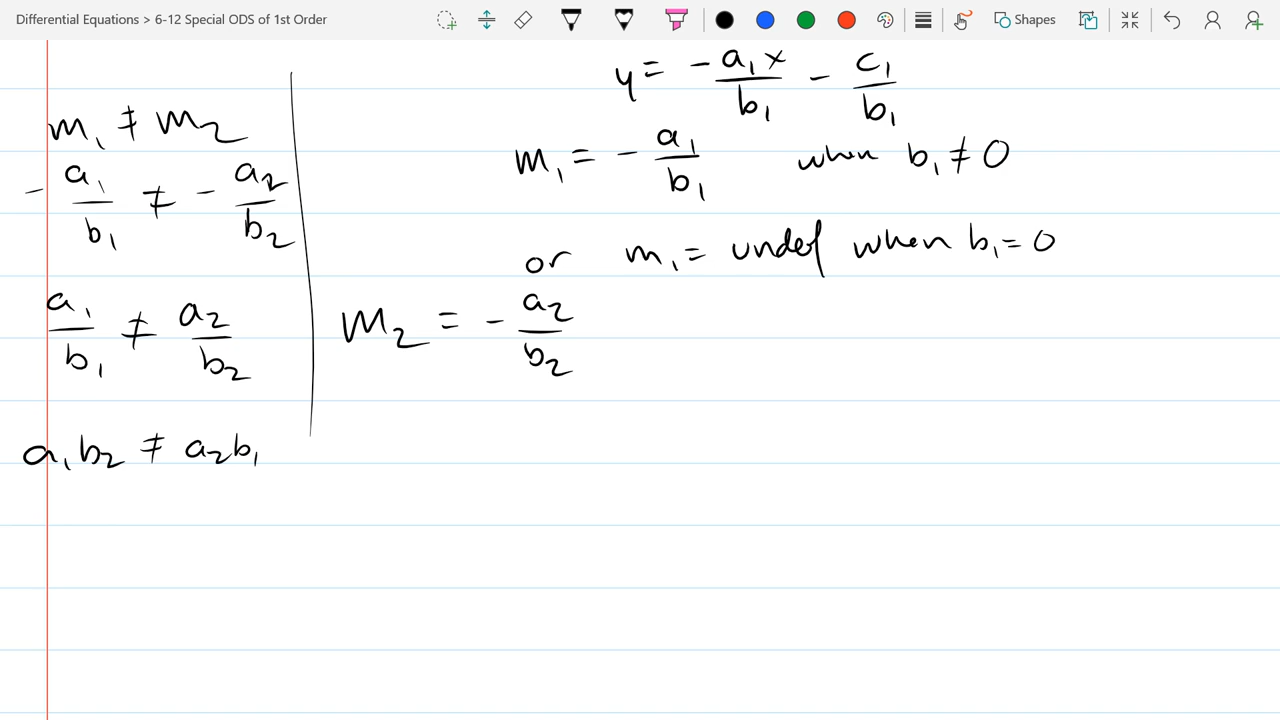 Differential Equations > 6-12 Special ODS of 1st Order
Shapes
y = - a₁x/b₁ - c₁/b₁
m₁ ≠ m₂
m₁ = - a₁/b₁ when b₁ ≠ 0
- a₁/b₁ ≠ - a₂/b₂
or m₁ = undef when b₁ = 0
a₁/b₁ ≠ a₂/b₂
m₂ = - a₂/b₂
a₁b₂ ≠ a₂b₁